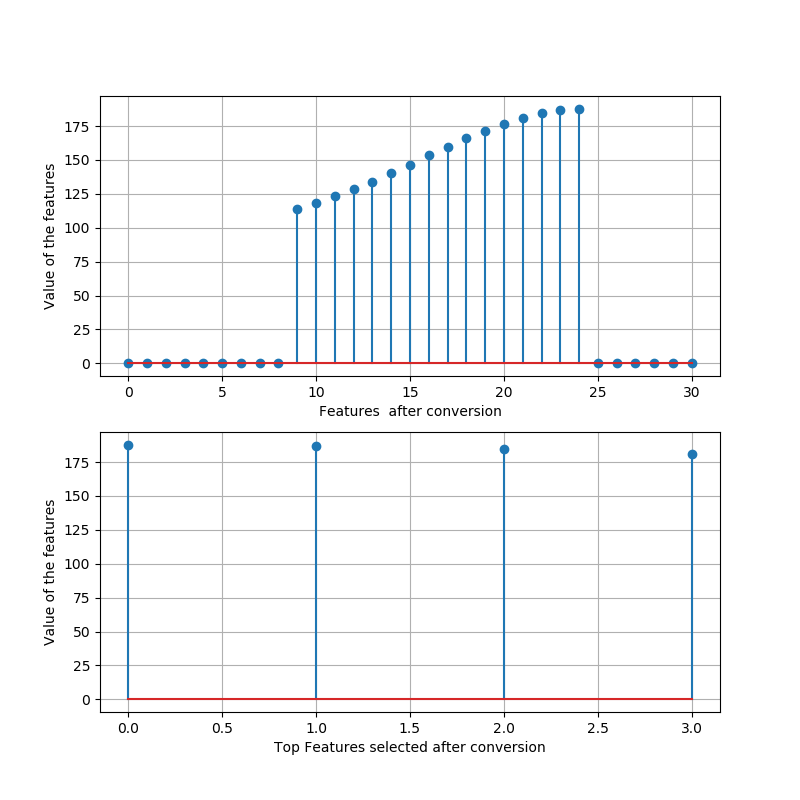 175
150
125
100
75
50
25
0
Value of the features
0 5 10 15 20 25 30
Features after conversion
175
150
125
100
75
50
25
0
Value of the features
0.0 0.5 1.0 1.5 2.0 2.5 3.0
Top Features selected after conversion